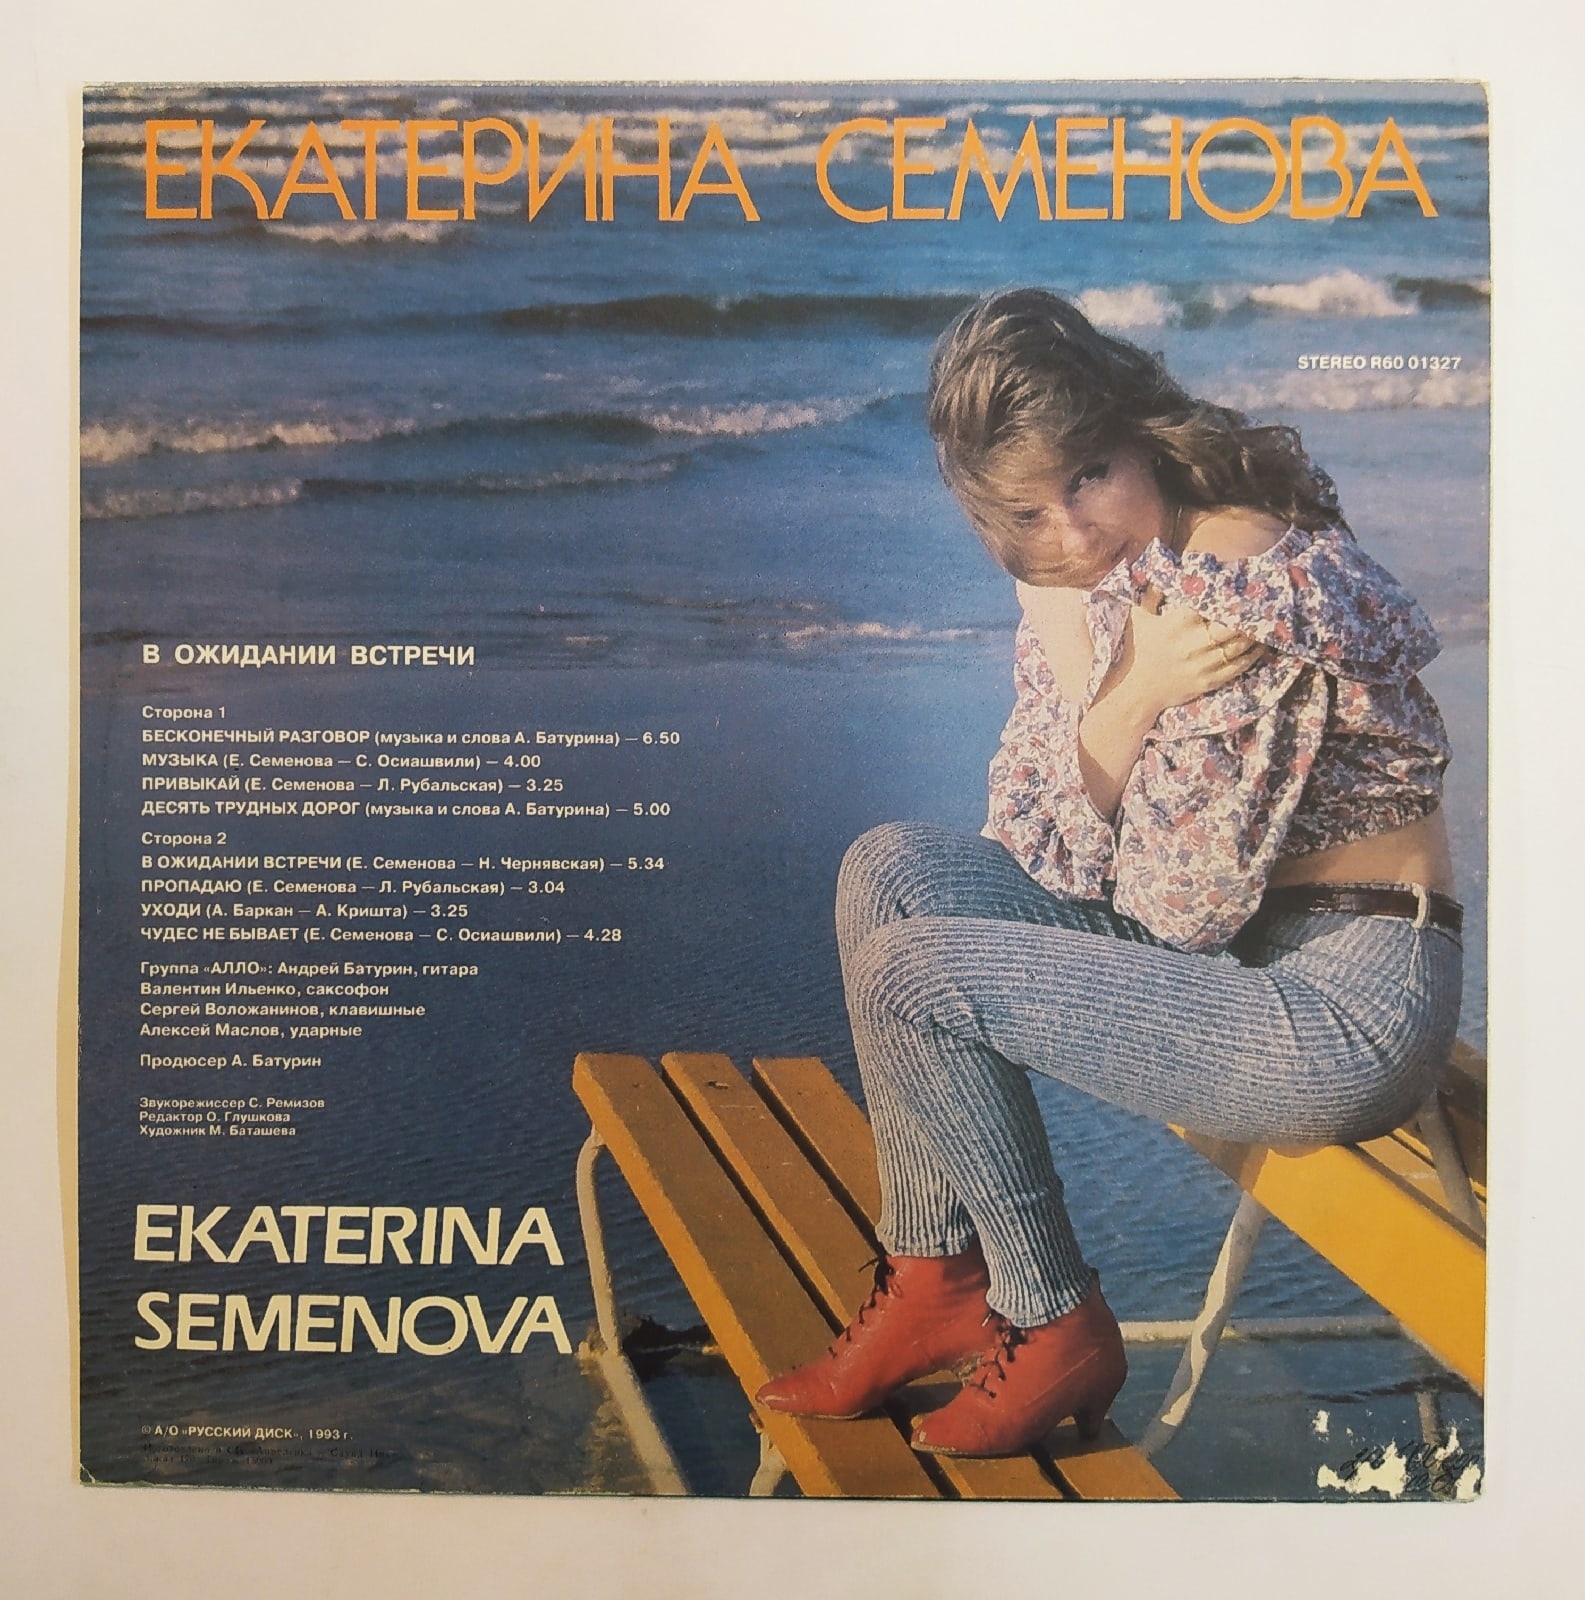 ЕКАТЕРИНА СЕМЕНОВА
STEREO R60 01327
В ОЖИДАНИИ ВСТРЕЧИ
Сторона 1
БЕСКОНЕЧНЫЙ РАЗГОВОР (музыка и слова А. Батурина) — 6.50
МУЗЫКА (Е. Семенова — С. Осиашвили) — 4.00
ПРИВЫКАЙ (Е. Семенова — Л. Рубальская) — 3.25
ДЕСЯТЬ ТРУДНЫХ ДОРОГ (музыка и слова А. Батурина) — 5.00
Сторона 2
В ОЖИДАНИИ ВСТРЕЧИ (Е. Семенова — Н. Чернявская) — 5.34
ПРОПАДАЮ (Е. Семенова — Л. Рубальская) — 3.04
УХОДИ (А. Баркан — А. Кришта) — 3.25
ЧУДЕС НЕ БЫВАЕТ (Е. Семенова — С. Осиашвили) — 4.28
Группа «АЛЛО»: Андрей Батурин, гитара
Валентин Ильенко, саксофон
Сергей Воложанинов, клавишные
Алексей Маслов, ударные
Продюсер А. Батурин
Звукорежиссер С. Ремизов
Редактор О. Глушкова
Художник М. Баташева
EKATERINA
SEMENOVA
© А/О «РУССКИЙ ДИСК», 1993 г.
Изготовлено в